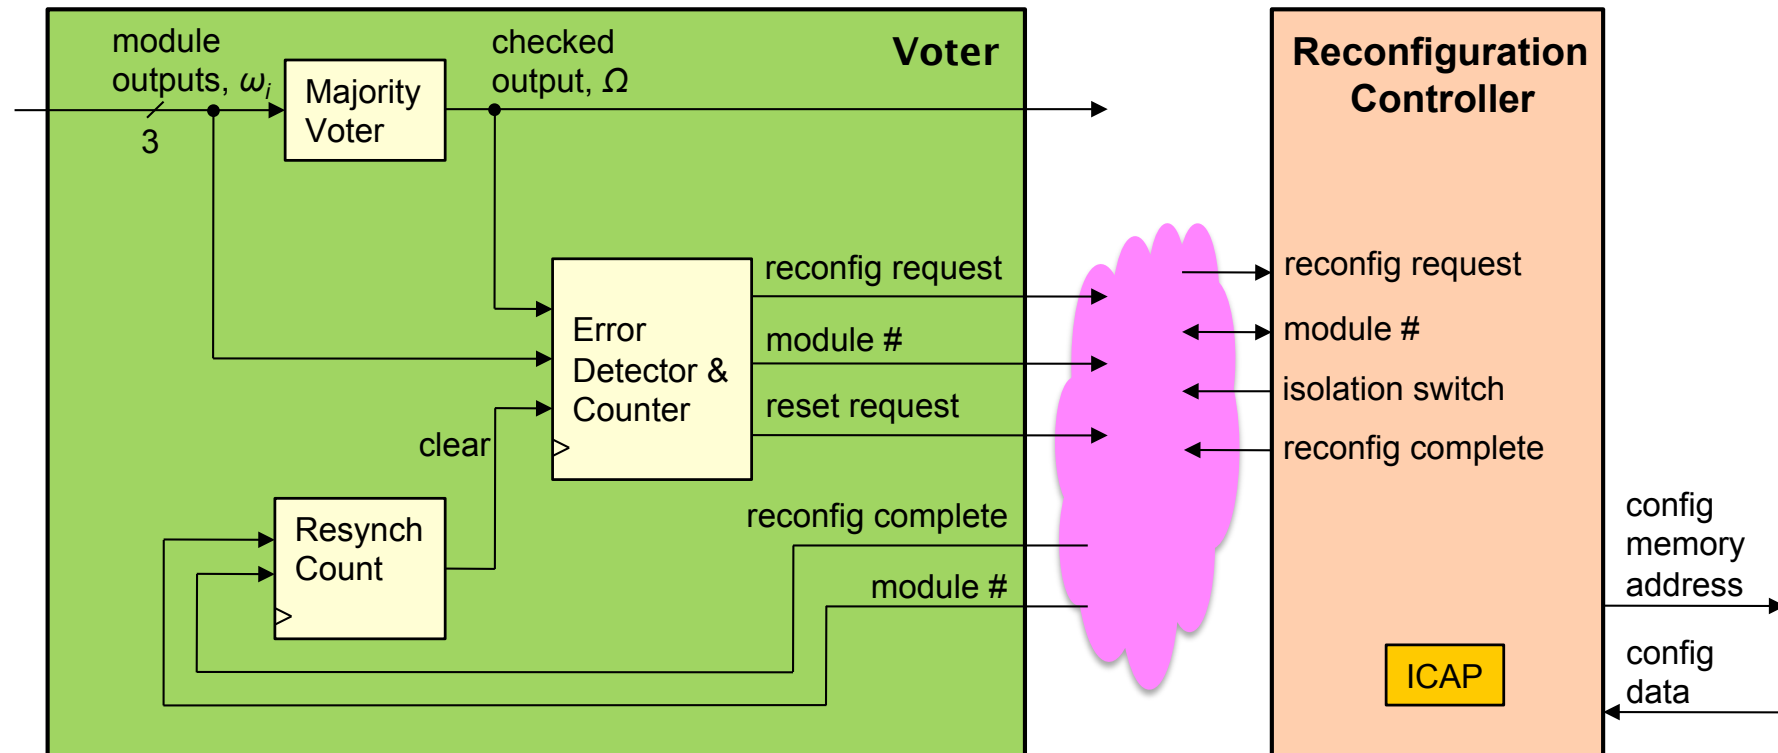 module
outputs, ωi
3
Majority
Voter
checked
output, Ω
Voter
Error
Detector &
Counter
reconfig request
module #
reset request
clear
Resynch
Count
reconfig complete
module #
Reconfiguration
Controller
reconfig request
module #
isolation switch
reconfig complete
ICAP
config
memory
address
config
data